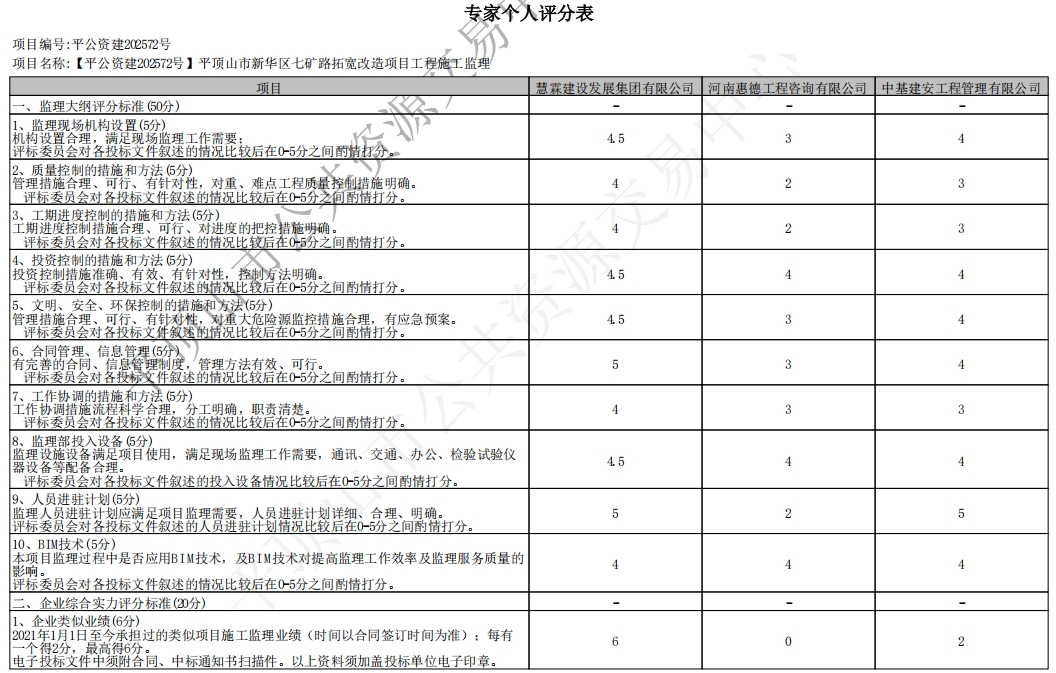 专家个人评分表
项目编号:平公资建202572号
项目名称:【平公资建202572号】平顶山市新华区七矿路拓宽改造项目工程施工监理
项目 慧霖建设发展集团有限公司 河南惠德工程咨询有限公司 中基建安工程管理有限公司
一、监理大纲评分标准(50分) - - -
1、监理现场机构设置(5分)
机构设置合理，满足现场监理工作需要；
评标委员会对各投标文件叙述的情况比较后在0-5分之间酌情打分。
4.5 3 4
2、质量控制的措施和方法(5分)
管理措施合理、可行、有针对性，对重、难点工程质量控制措施明确。
评标委员会对各投标文件叙述的情况比较后在0-5分之间酌情打分。
4 2 3
3、工期进度控制的措施和方法(5分)
工期进度控制措施合理、可行、对进度的把控措施明确。
评标委员会对各投标文件叙述的情况比较后在0-5分之间酌情打分。
4 2 3
4、投资控制的措施和方法(5分)
投资控制措施准确、有效、有针对性，控制方法明确。
评标委员会对各投标文件叙述的情况比较后在0-5分之间酌情打分。
4.5 4 4
5、文明、安全、环保控制的措施和方法(5分)
管理措施合理、可行、有针对性，对重大危险源监控措施合理，有应急预案。
评标委员会对各投标文件叙述的情况比较后在0-5分之间酌情打分。
4.5 3 4
6、合同管理、信息管理(5分)
有完善的合同、信息管理制度，管理方法有效、可行。
评标委员会对各投标文件叙述的情况比较后在0-5分之间酌情打分。
5 3 4
7、工作协调的措施和方法(5分)
工作协调措施流程科学合理，分工明确，职责清楚。
评标委员会对各投标文件叙述的情况比较后在0-5分之间酌情打分。
4 3 3
8、监理部投入设备(5分)
监理设施设备满足项目使用，满足现场监理工作需要，通讯、交通、办公、检验试验仪
器设备等配备合理。
评标委员会对各投标文件叙述的投入设备情况比较后在0-5分之间酌情打分。
4.5 4 4
9、人员进驻计划(5分)
监理人员进驻计划应满足项目监理需要，人员进驻计划详细、合理、明确。
评标委员会对各投标文件叙述的人员进驻计划情况比较后在0-5分之间酌情打分。
5 2 5
10、BIM技术(5分)
本项目监理过程中是否应用BIM技术，及BIM技术对提高监理工作效率及监理服务质量的
影响。
评标委员会对各投标文件叙述的情况比较后在0-5分之间酌情打分。
4 4 4
二、企业综合实力评分标准(20分) - - -
1、企业类似业绩(6分)
2021年1月1日至今承担过的类似项目施工监理业绩（时间以合同签订时间为准）；每有
一个得2分，最高得6分。
电子投标文件中须附合同、中标通知书扫描件。以上资料须加盖投标单位电子印章。
6 0 2
平顶山市公共资源交易中心
平顶山市公共资源交易中心